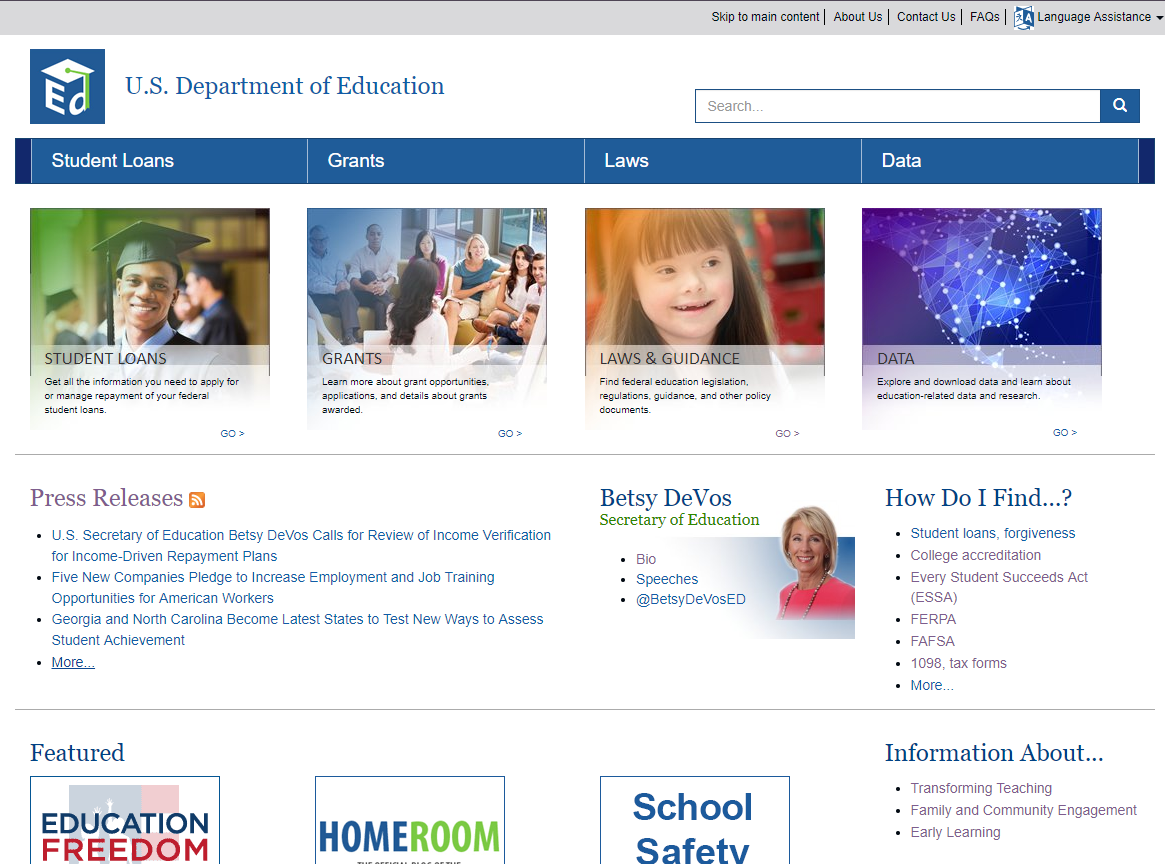 Skip to main content
About Us
Contact Us
FAQs
Language Assistance
Ed
U.S. Department of Education
Search...
Student Loans
Grants
Laws
Data
STUDENT LOANS
Get all the information you need to apply for
or manage repayment of your federal
student loans.
GO >
GRANTS
Learn more about grant opportunities,
applications, and details about grants
awarded.
GO >
LAWS & GUIDANCE
Find federal education legislation,
regulations, guidance, and other policy
documents.
GO >
DATA
Explore and download data and learn about
education-related data and research.
GO >
Press Releases
U.S. Secretary of Education Betsy DeVos Calls for Review of Income Verification
for Income-Driven Repayment Plans
Five New Companies Pledge to Increase Employment and Job Training
Opportunities for American Workers
Georgia and North Carolina Become Latest States to Test New Ways to Assess
Student Achievement
More...
Betsy DeVos
Secretary of Education
Bio
Speeches
@BetsyDeVosED
How Do I Find...?
Student loans, forgiveness
College accreditation
Every Student Succeeds Act
(ESSA)
FERPA
FAFSA
1098, tax forms
More...
Featured
EDUCATION
FREEDOM
HOMEROOM
THE OFFICIAL BLOG OF THE
School
Safety
Information About...
Transforming Teaching
Family and Community Engagement
Early Learning